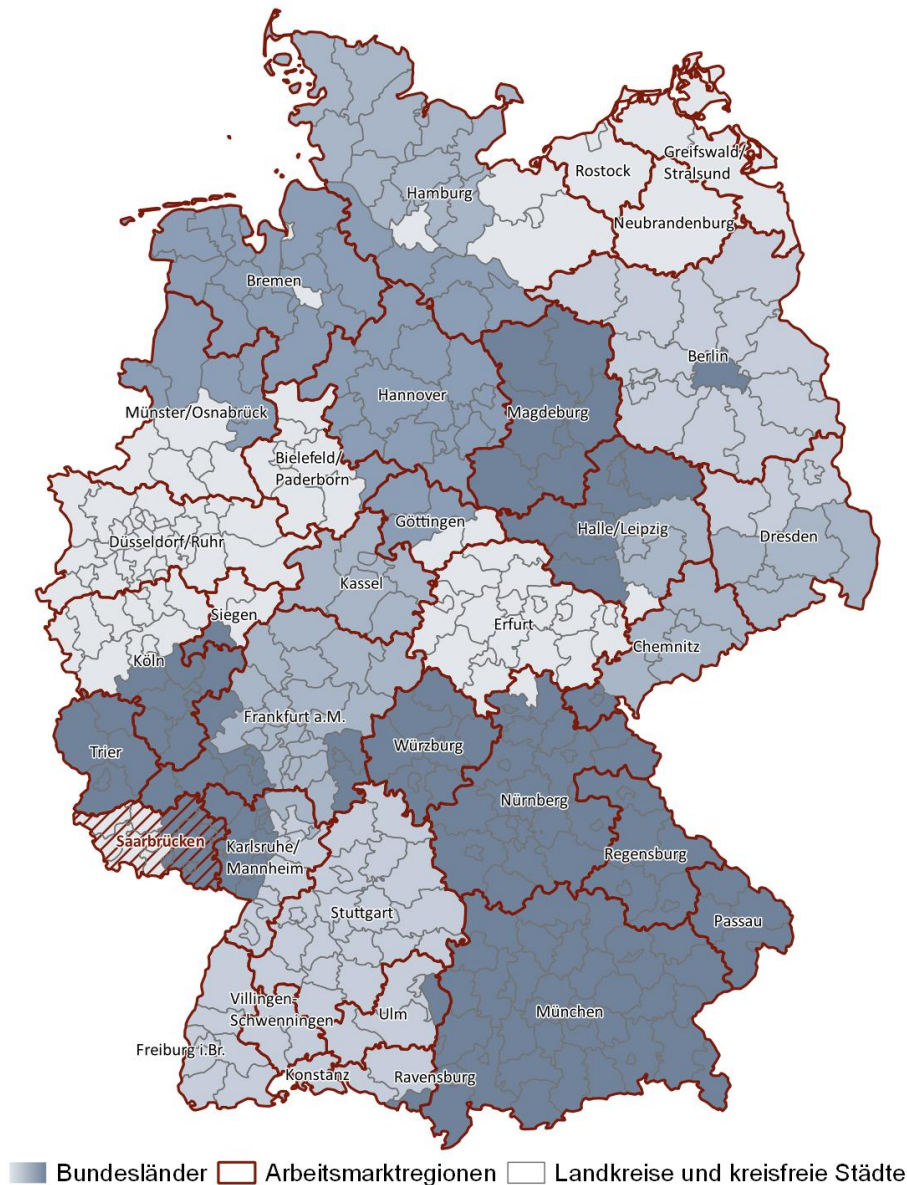 Hamburg
Rostock
Greifswald/
Stralsund
Neubrandenburg
Bremen
Berlin
Hannover
Münster/Osnabrück
Magdeburg
Bielefeld/
Paderborn
Göttingen
Halle/Leipzig
Düsseldorf/Ruhr
Dresden
Kassel
Siegen
Erfurt
Köln
Chemnitz
Frankfurt a.M.
Trier
Würzburg
Nürnberg
Saarbrücken
Karlsruhe/
Mannheim
Regensburg
Stuttgart
Passau
Villingen-
Schwenningen
Ulm
München
Freiburg i.Br.
Konstanz
Ravensburg
Bundesländer Arbeitsmarktregionen Landkreise und kreisfreie Städte